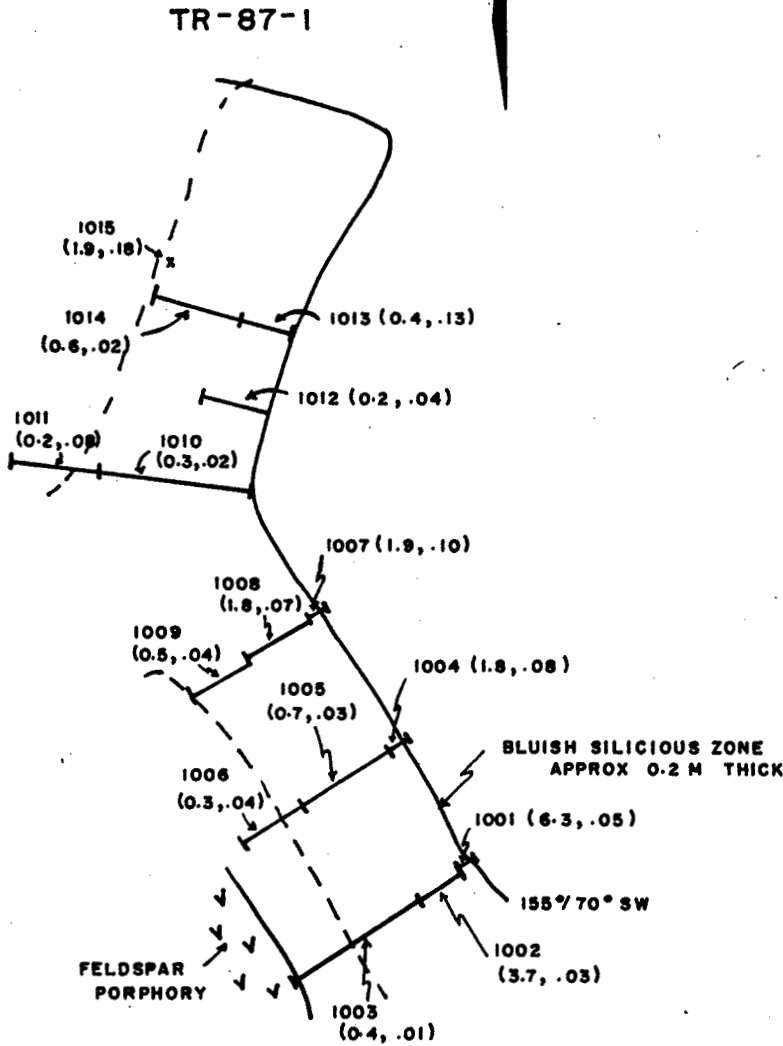 TR-87-1
1015
(1.9, .18)
1014
(0.6, .02)
1013 (0.4, .13)
1012 (0.2, .04)
1011
(0.2, .08)
1010
(0.3, .02)
1007 (1.9, .10)
1008
(1.8, .07)
1009
(0.5, .04)
1004 (1.8, .08)
1005
(0.7, .03)
BLUISH SILICIOUS ZONE
APPROX 0.2 M THICK
1006
(0.3, .04)
1001 (6.3, .05)
155°/70° SW
1002
(3.7, .03)
FELDSPAR
PORPHORY
1003
(0.4, .01)